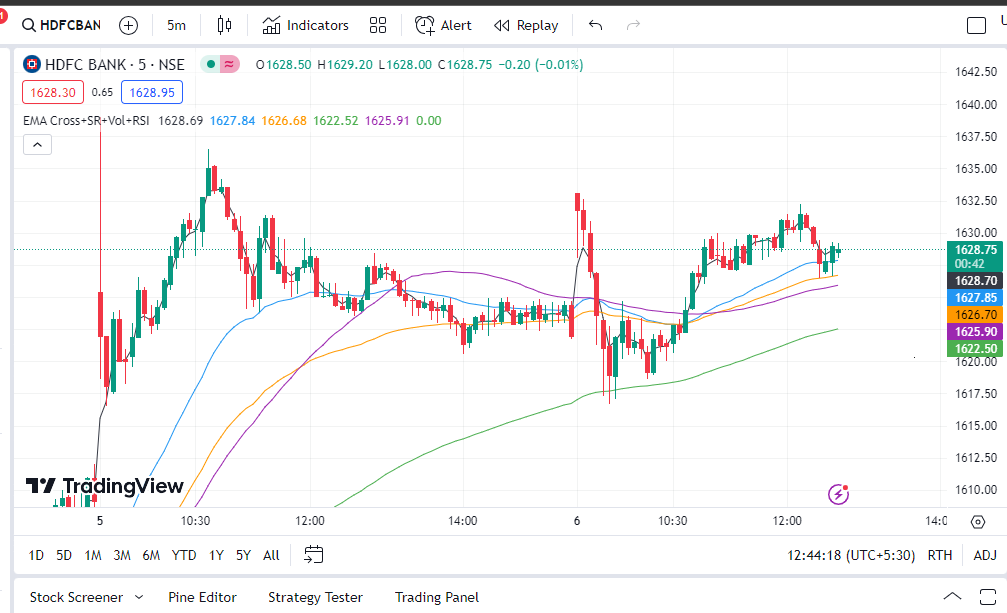 1
HDFCBAN
5m
Indicators
Alert
Replay
HDFC BANK · 5 · NSE
≈
O1628.50 H1629.20 L1628.00 C1628.75 −0.20 (−0.01%)
1628.30 0.65 1628.95
EMA Cross+SR+Vol+RSI 1628.69 1627.84 1626.68 1622.52 1625.91 0.00
1642.50
1640.00
1637.50
1635.00
1632.50
1630.00
1628.75
00:42
1628.70
1627.85
1626.70
1625.90
1622.50
1620.00
1617.50
1615.00
1612.50
1610.00
TradingView
5 10:30 12:00 14:00 6 10:30 12:00
1D 5D 1M 3M 6M YTD 1Y 5Y All
12:44:18 (UTC+5:30) RTH ADJ
Stock Screener Pine Editor Strategy Tester Trading Panel